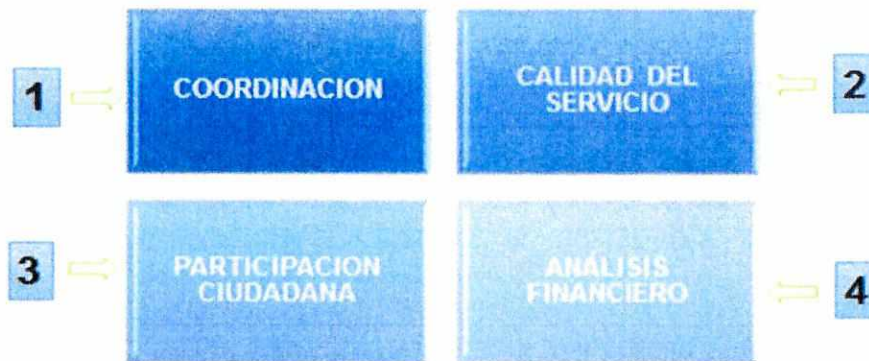 1
COORDINACION
CALIDAD DEL
SERVICIO
2
3
PARTICIPACION
CIUDADANA
ANÁLISIS
FINANCIERO
4